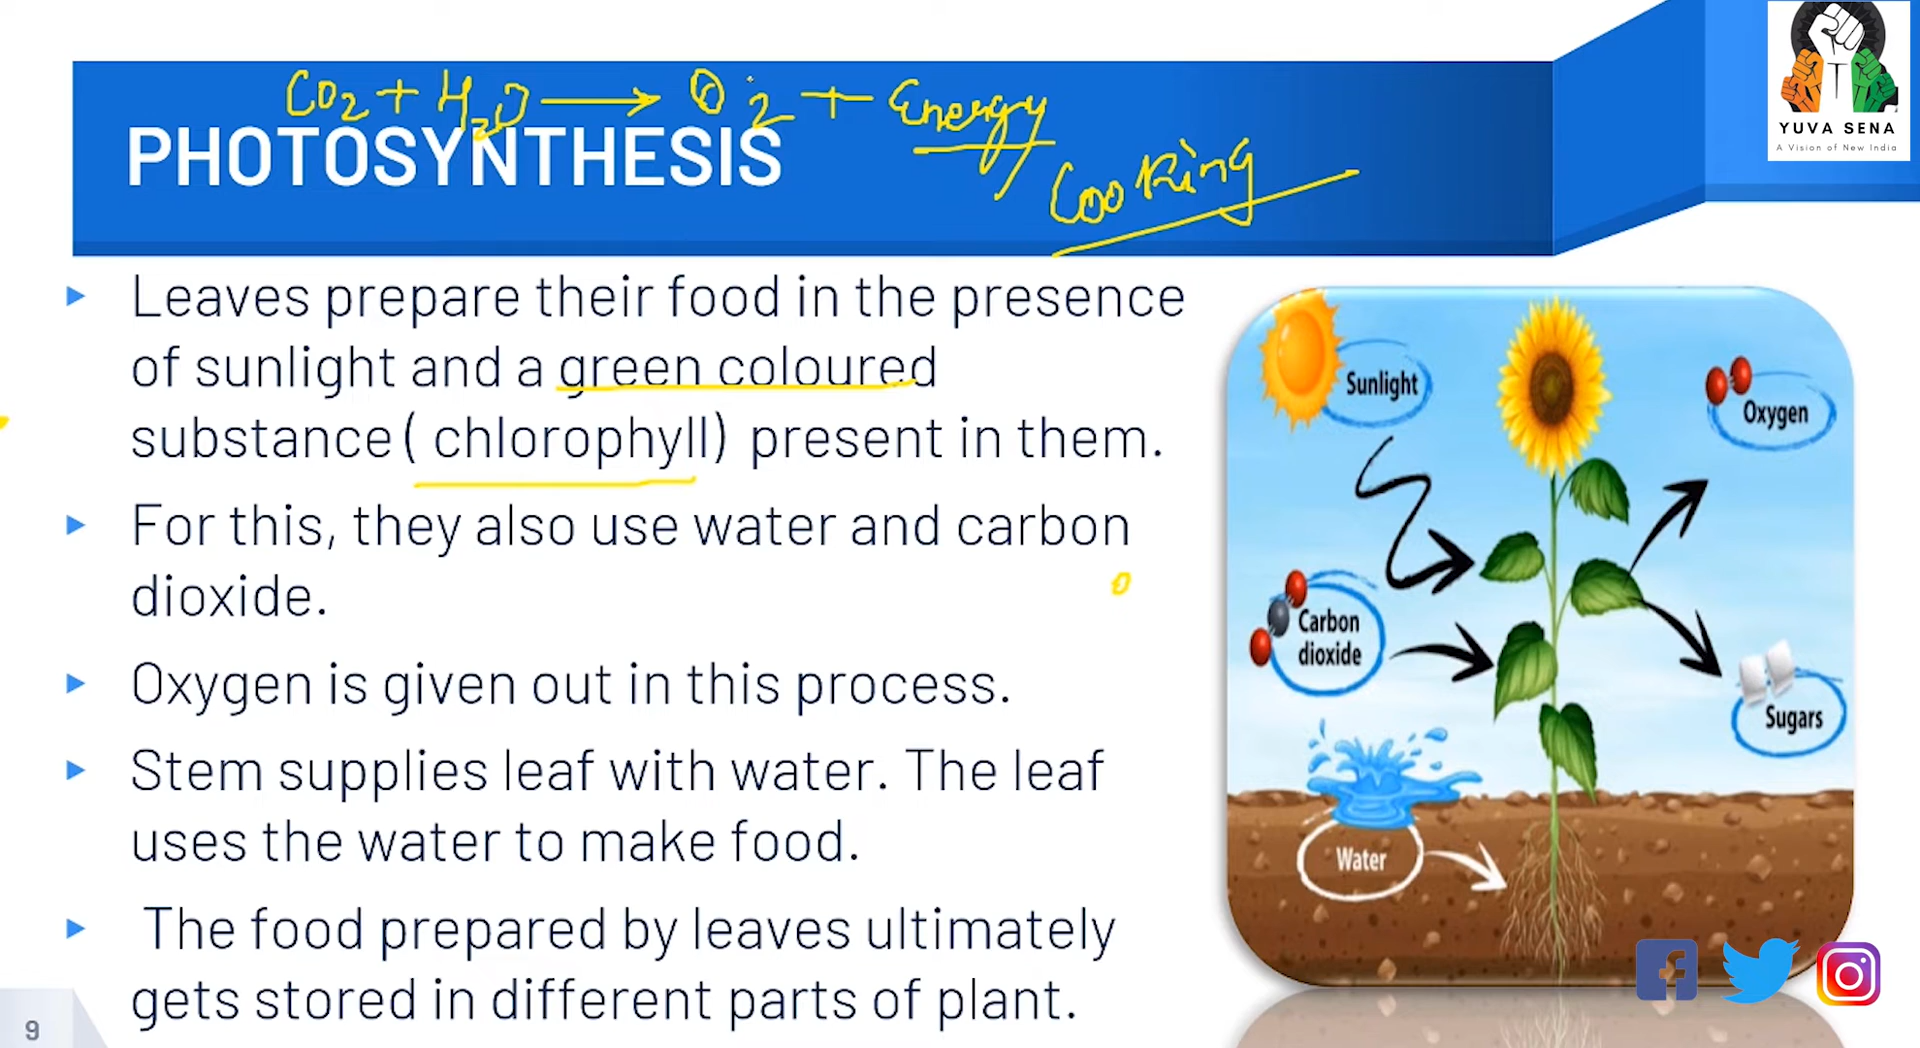 CO2 + H2O → O2 + Energy
Cooking
YUVA SENA
A Vision of New India
PHOTOSYNTHESIS
Leaves prepare their food in the presence
of sunlight and a green coloured
substance ( chlorophyll) present in them.
For this, they also use water and carbon
dioxide.
Oxygen is given out in this process.
Stem supplies leaf with water. The leaf
uses the water to make food.
The food prepared by leaves ultimately
gets stored in different parts of plant.
Sunlight
Oxygen
Carbon
dioxide
Sugars
Water
9